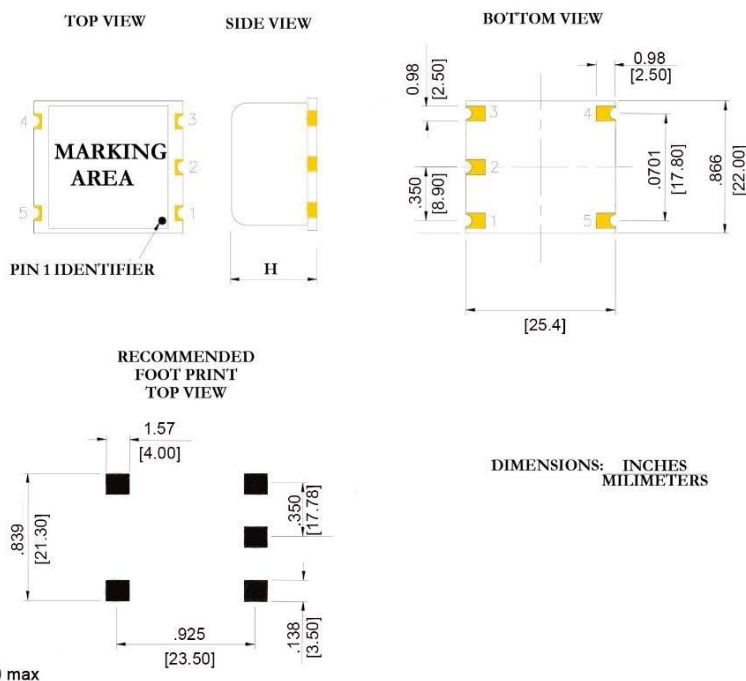 TOP VIEW
SIDE VIEW
BOTTOM VIEW
4
3
MARKING
AREA
2
5
1
PIN 1 IDENTIFIER
H
0.98
[2.50]
0.98
[2.50]
3
4
2
1
5
.350
[8.90]
.0701
[17.80]
.866
[22.00]
[25.4]
RECOMMENDED
FOOT PRINT
TOP VIEW
1.57
[4.00]
.839
[21.30]
.350
[17.78]
.138
[3.50]
.925
[23.50]
DIMENSIONS: INCHES
MILIMETERS
max